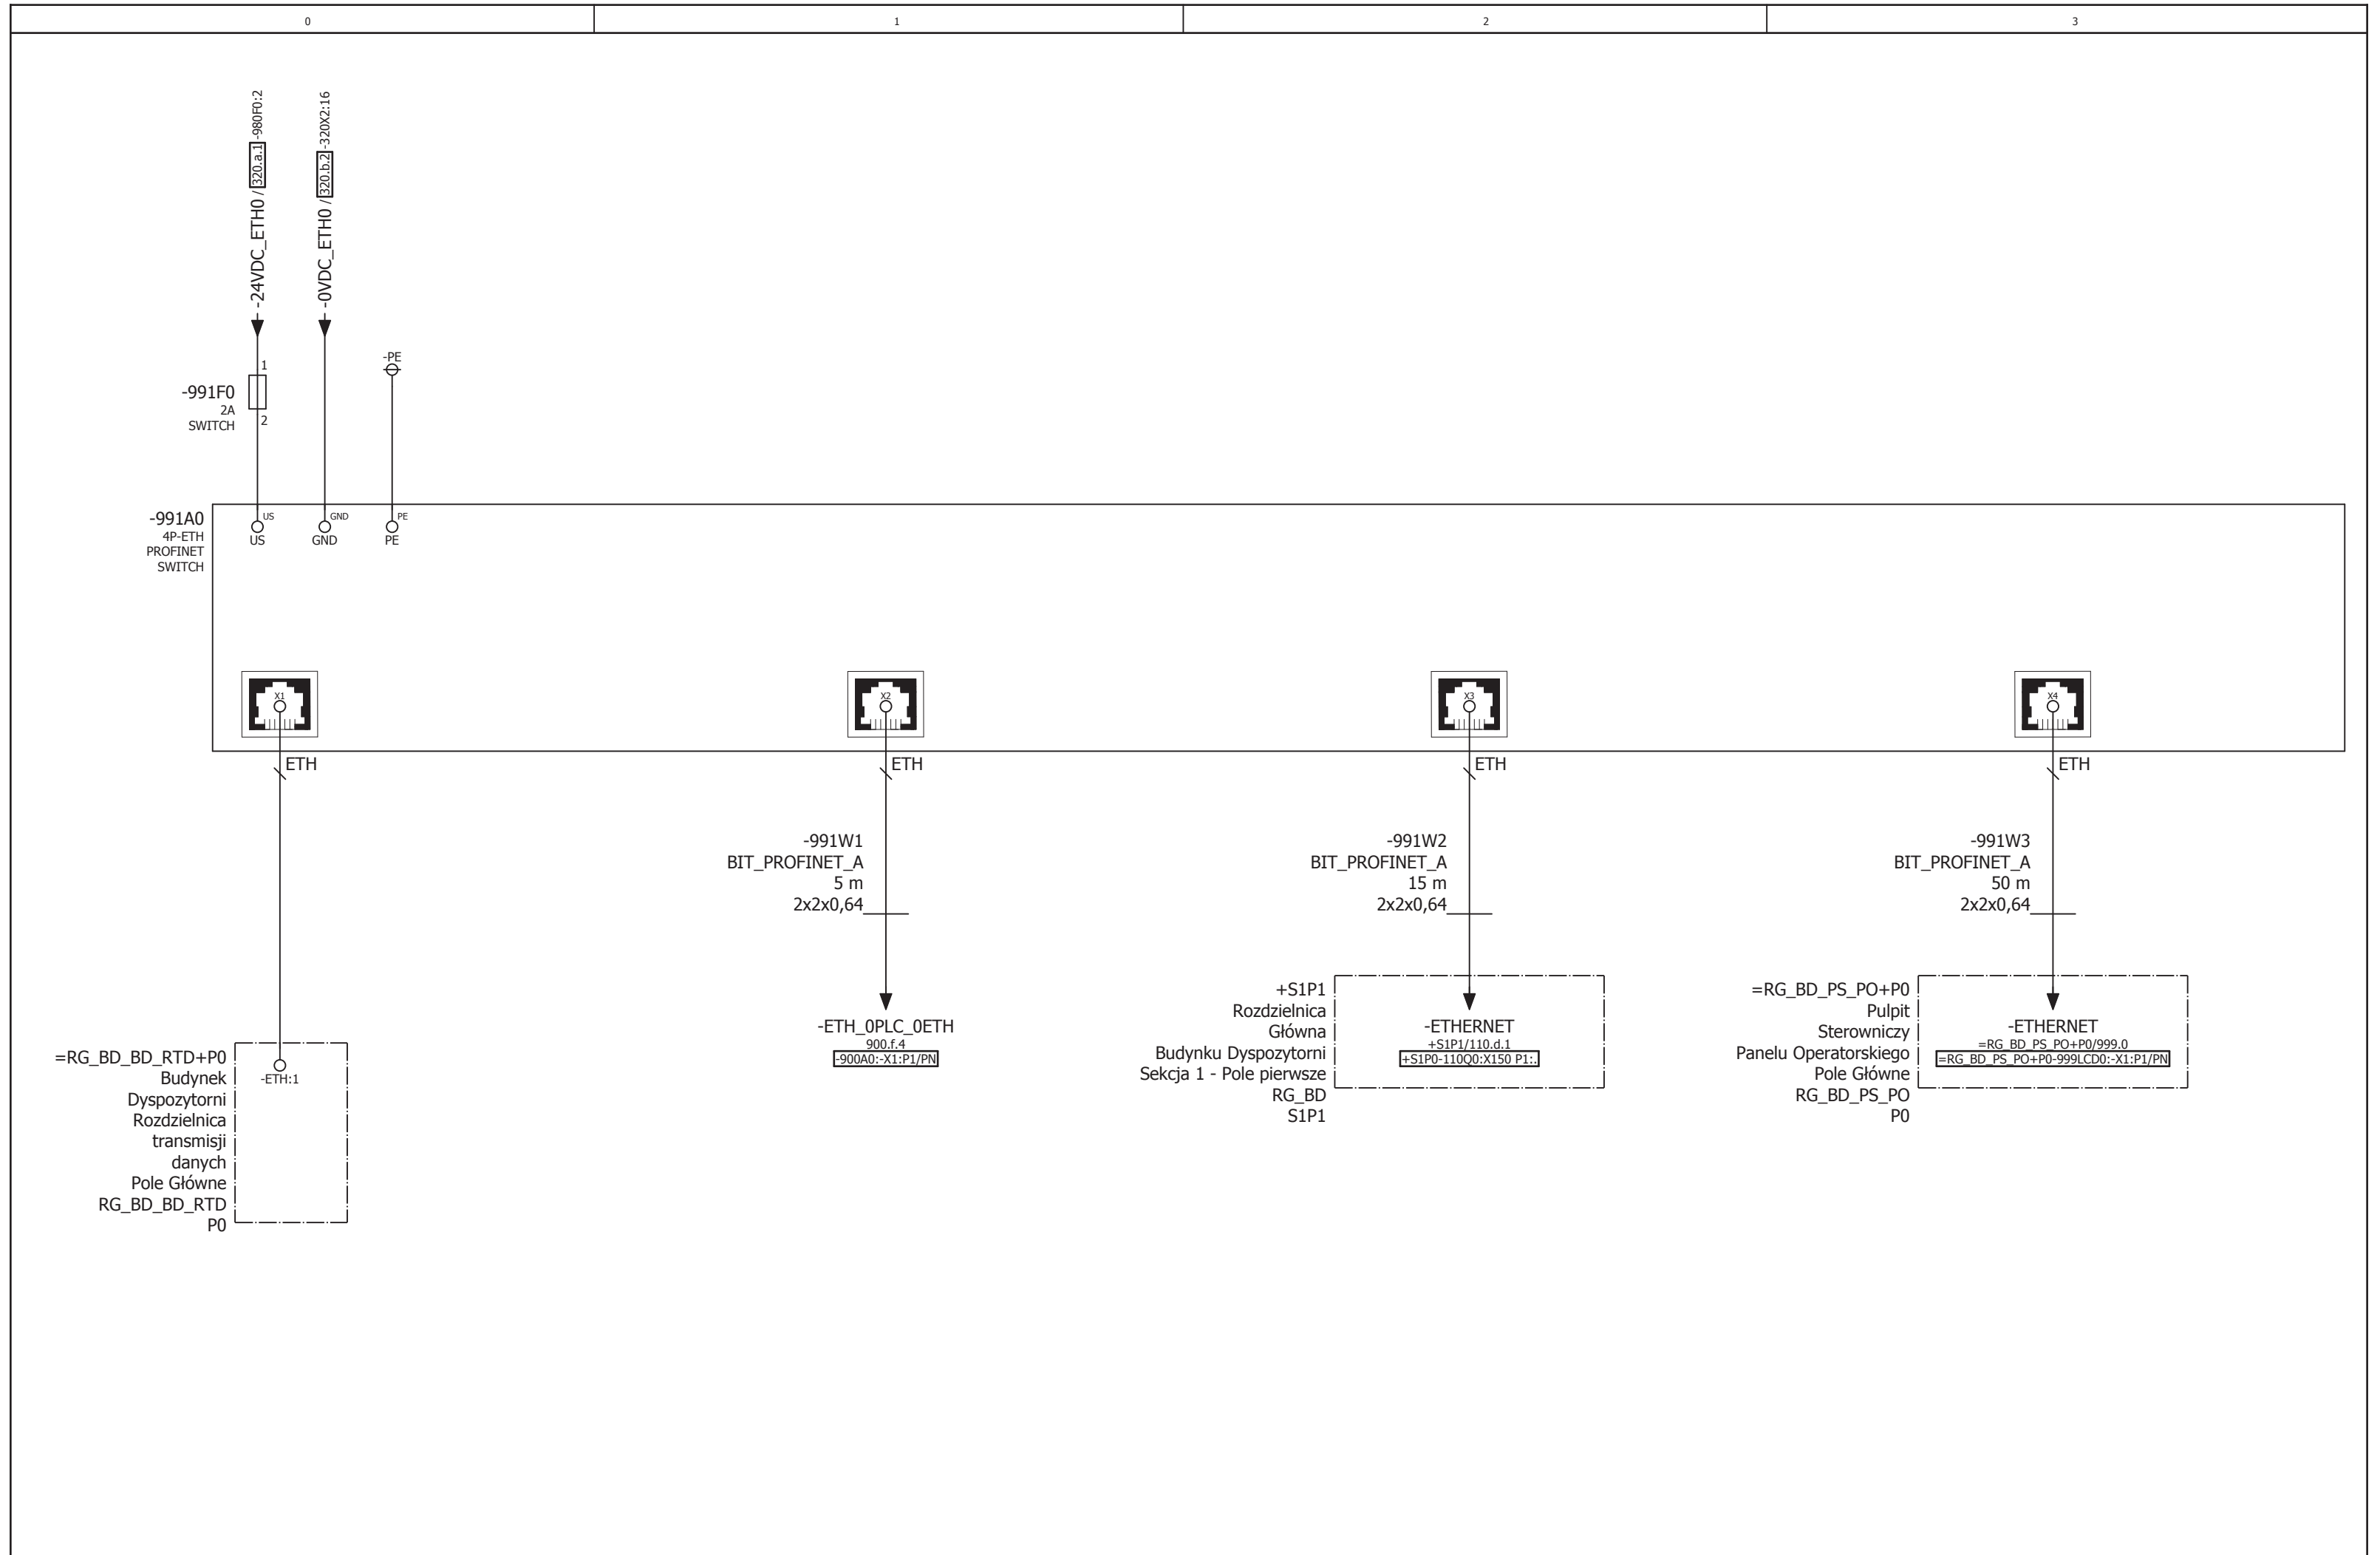 0
1
2
3
-24VDC_ETH0 / 320.a.1 -980F0:2
-0VDC_ETH0 / 320.b.2 -320X2:16
-PE
1
-991F0
2A
SWITCH
2
-991A0
4P-ETH
PROFINET
SWITCH
US
GND
PE
US
GND
PE
X1
X2
X3
X4
ETH
ETH
ETH
ETH
-991W1
BIT_PROFINET_A
5 m
2x2x0,64
-991W2
BIT_PROFINET_A
15 m
2x2x0,64
-991W3
BIT_PROFINET_A
50 m
2x2x0,64
=RG_BD_BD_RTD+P0
Budynek
Dyspozytorni
Rozdzielnica
transmisji
danych
Pole Główne
RG_BD_BD_RTD
P0
-ETH:1
-ETH_0PLC_0ETH
900.f.4
-900A0:-X1:P1/PN
+S1P1
Rozdzielnica
Główna
Budynku Dyspozytorni
Sekcja 1 - Pole pierwsze
RG_BD
S1P1
-ETHERNET
+S1P1/110.d.1
+S1P0-110Q0:X150 P1:.
=RG_BD_PS_PO+P0
Pulpit
Sterowniczy
Panelu Operatorskiego
Pole Główne
RG_BD_PS_PO
P0
-ETHERNET
=RG_BD_PS_PO+P0/999.0
=RG_BD_PS_PO+P0-999LCD0:-X1:P1/PN